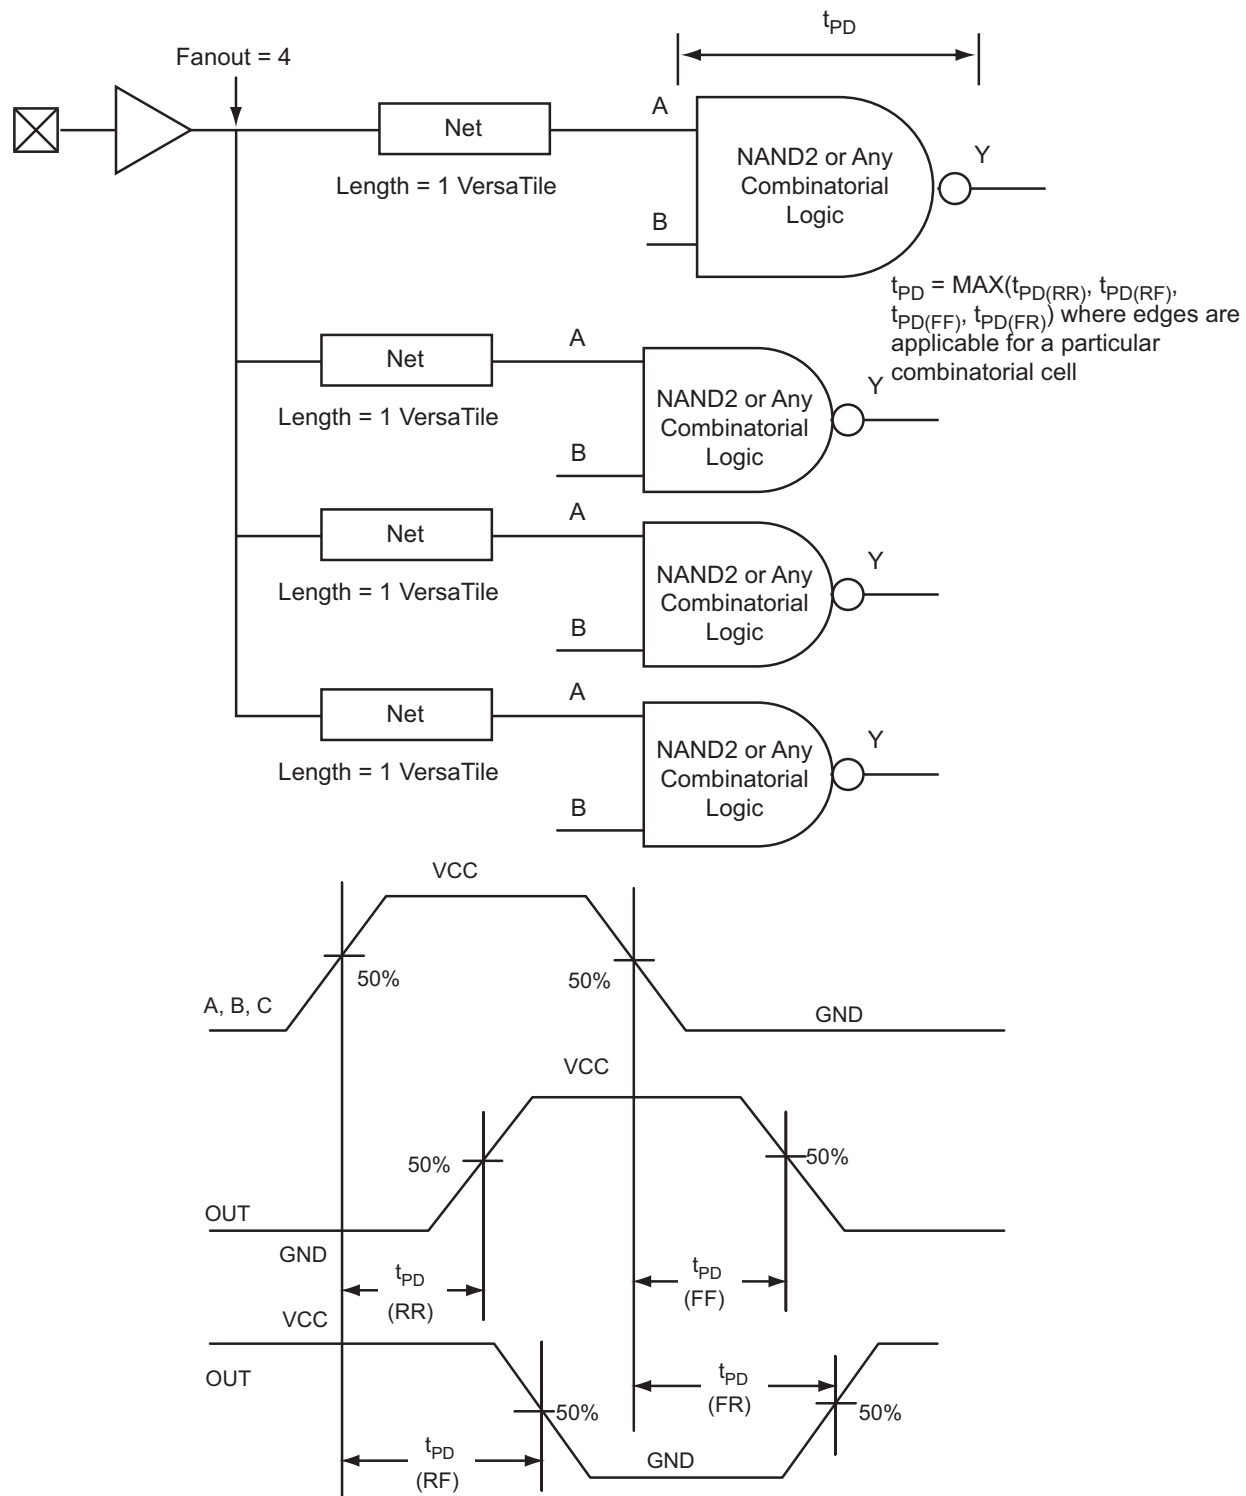 tPD
Fanout = 4
A
Net
NAND2 or Any
Combinatorial
Logic
Y
Length = 1 VersaTile
B
tPD = MAX(tPD(RR), tPD(RF),
tPD(FF), tPD(FR)) where edges are
applicable for a particular
combinatorial cell
A
Net
NAND2 or Any
Combinatorial
Logic
Y
Length = 1 VersaTile
B
A
Net
NAND2 or Any
Combinatorial
Logic
Y
Length = 1 VersaTile
B
A
Net
NAND2 or Any
Combinatorial
Logic
Y
Length = 1 VersaTile
B
VCC
50%
50%
A, B, C
GND
VCC
50%
50%
OUT
GND
tPD
(RR)
tPD
(FF)
VCC
OUT
tPD
(FR)
50%
50%
tPD
(RF)
GND